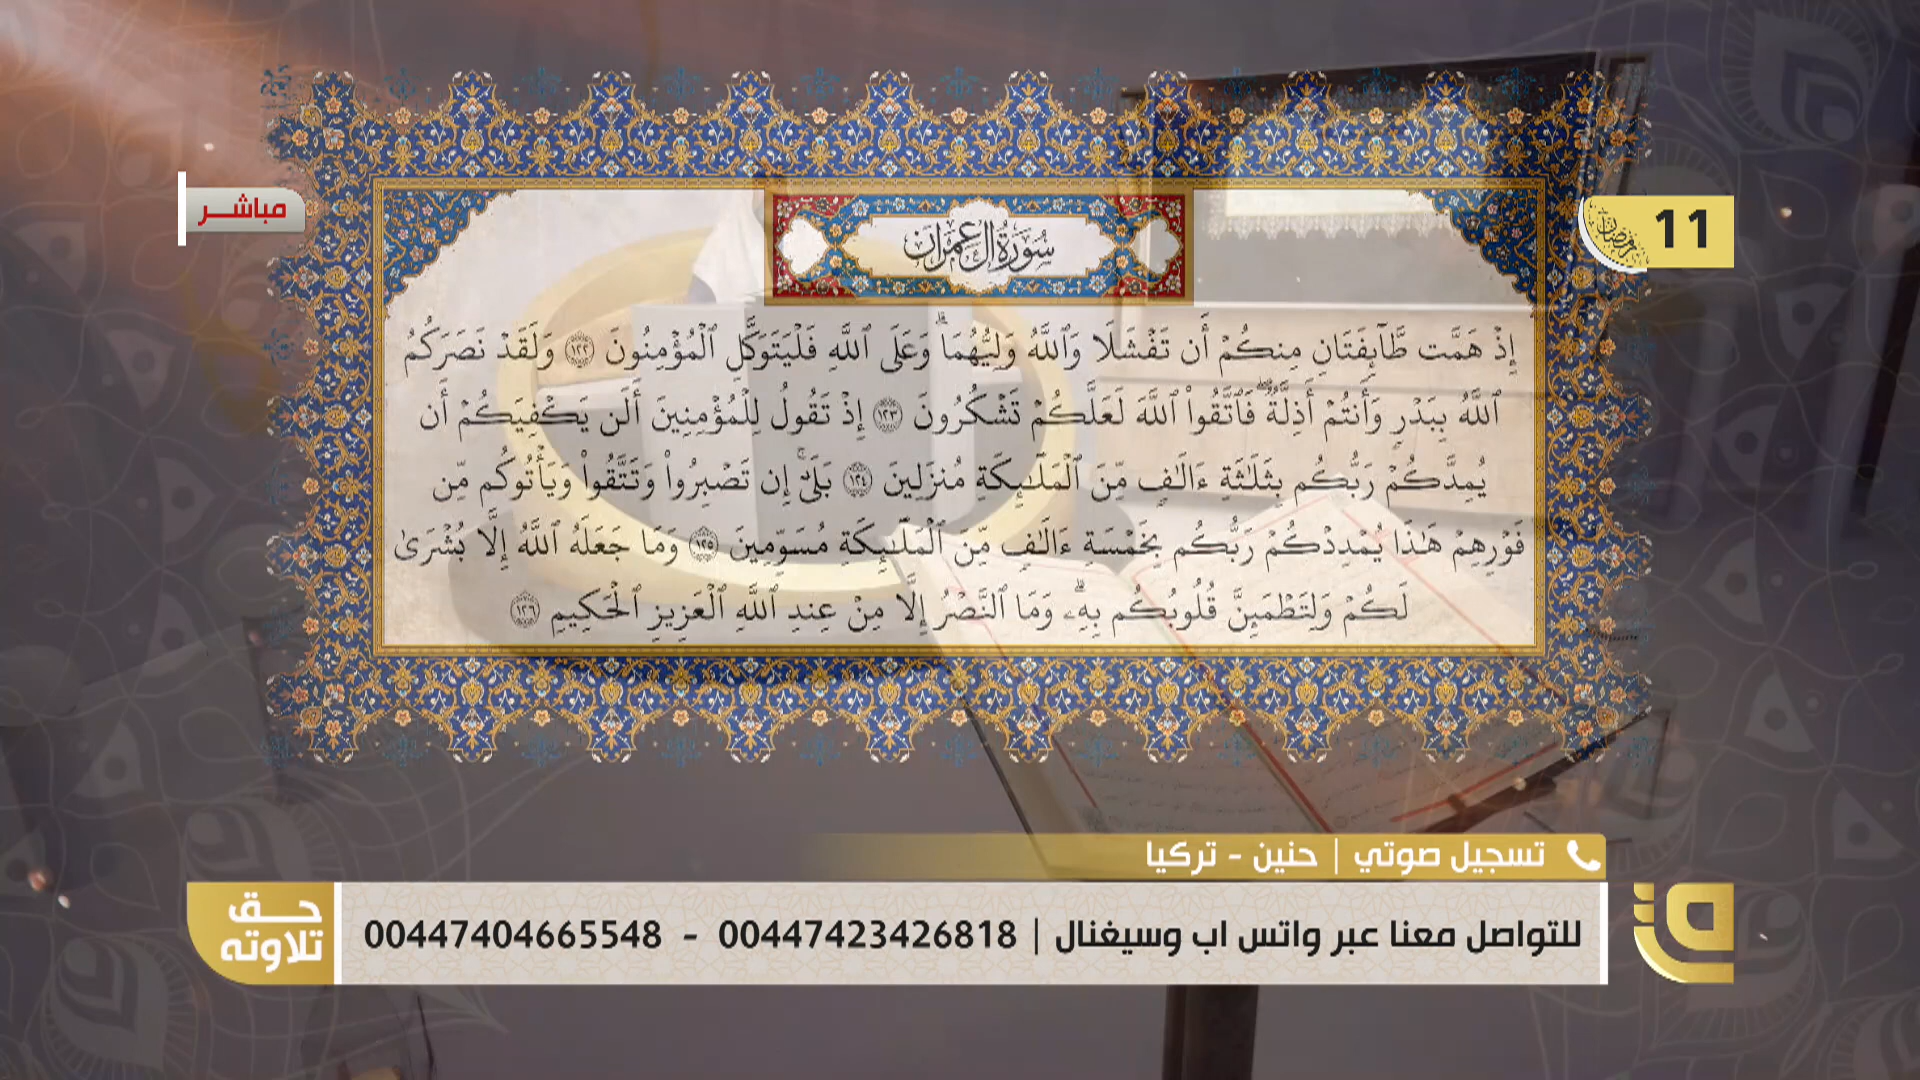 مباشر
11 رمضان
سُورَةُ آلِ عِمۡرَان
إِذۡ هَمَّت طَّآئِفَتَانِ مِنكُمۡ أَن تَفۡشَلَا وَٱللَّهُ وَلِيُّهُمَاۗ وَعَلَى ٱللَّهِ فَلۡيَتَوَكَّلِ ٱلۡمُؤۡمِنُونَ ١٢٢ وَلَقَدۡ نَصَرَكُمُ
ٱللَّهُ بِبَدۡرٖ وَأَنتُمۡ أَذِلَّةٞۖ فَٱتَّقُواْ ٱللَّهَ لَعَلَّكُمۡ تَشۡكُرُونَ ١٢٣ إِذۡ تَقُولُ لِلۡمُؤۡمِنِينَ أَلَن يَكۡفِيَكُمۡ أَن
يُمِدَّكُمۡ رَبُّكُم بِثَلَٰثَةِ ءَالَٰفٖ مِّنَ ٱلۡمَلَٰٓئِكَةِ مُنزَلِينَ ١٢٤ بَلَىٰٓۚ إِن تَصۡبِرُواْ وَتَتَّقُواْ وَيَأۡتُوكُم مِّن
فَوۡرِهِمۡ هَٰذَا يُمۡدِدۡكُمۡ رَبُّكُم بِخَمۡسَةِ ءَالَٰفٖ مِّنَ ٱلۡمَلَٰٓئِكَةِ مُسَوِّمِينَ ١٢٥ وَمَا جَعَلَهُ ٱللَّهُ إِلَّا بُشۡرَىٰ
لَكُمۡ وَلِتَطۡمَئِنَّ قُلُوبُكُم بِهِۦۗ وَمَا ٱلنَّصۡرُ إِلَّا مِنۡ عِندِ ٱللَّهِ ٱلۡعَزِيزِ ٱلۡحَكِيمِ ١٢٦
تسجيل صوتي | حنين - تركيا
للتواصل معنا عبر واتس اب وسيغنال | 00447423426818 - 00447404665548
حق
تلاوته